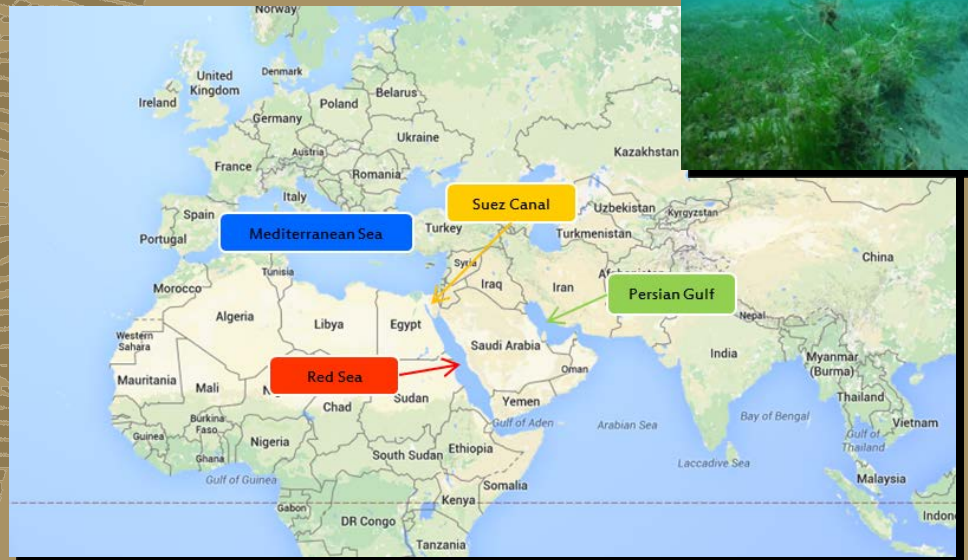 Norway
United
Kingdom
Denmark
Ireland
Poland
Belarus
Germany
Ukraine
Austria
France
Romania
Kazakhstan
Italy
Spain
Portugal
Mediterranean Sea
Suez Canal
Turkey
Uzbekistan
Kyrgyzstan
Turkmenistan
Syria
China
Tunisia
Morocco
Iraq
Iran
Persian Gulf
Algeria
Libya
Egypt
Nepal
Western
Sahara
Saudi Arabia
India
Oman
Myanmar
(Burma)
Mauritania
Mali
Red Sea
Chad
Sudan
Yemen
Thailand
Burkina
Faso
Gulf of Aden
Arabian Sea
Bay of Bengal
Vietnam
Guinea
Nigeria
Ethiopia
Gulf of
Thailand
Ghana
South Sudan
Laccadive Sea
Gulf of Guinea
Somalia
Malaysia
Gabon
Kenya
DR Congo
Indon
Tanzania